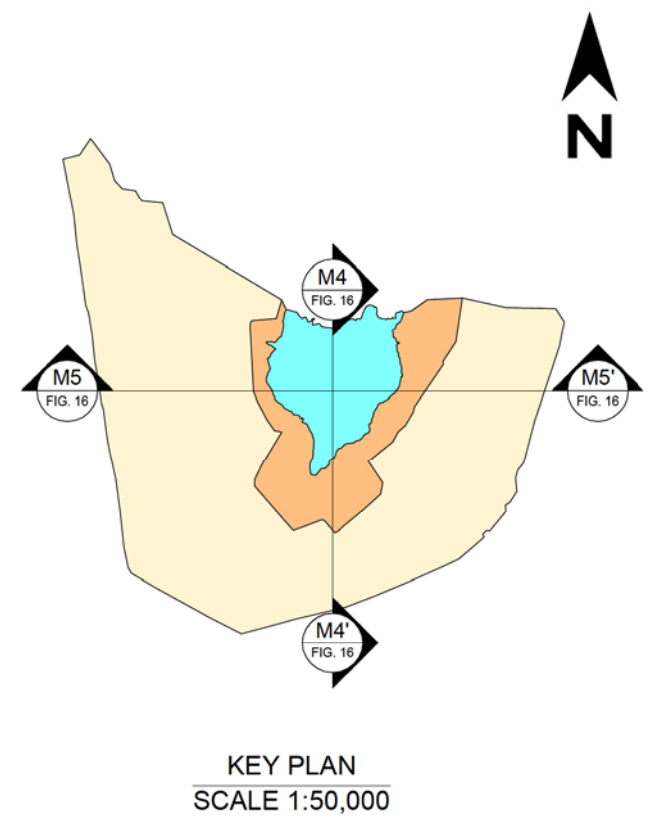 N
M4
FIG. 16
M5
FIG. 16
M5'
FIG. 16
M4'
FIG. 16
KEY PLAN
SCALE 1:50,000